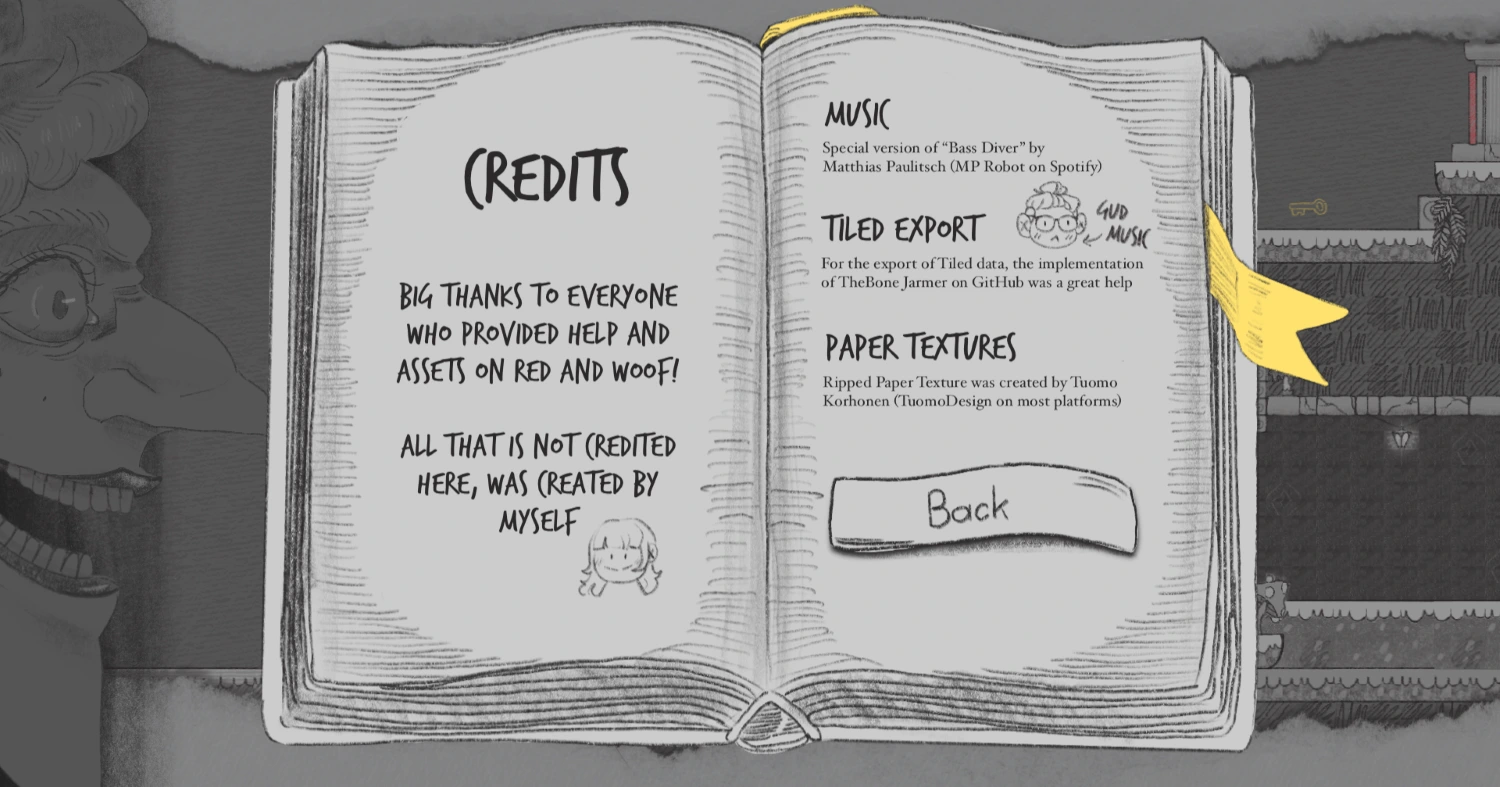 CREDITS
BIG THANKS TO EVERYONE
WHO PROVIDED HELP AND
ASSETS ON RED AND WOOF!
ALL THAT IS NOT CREDITED
HERE, WAS CREATED BY
MYSELF
MUSIC
Special version of “Bass Diver” by
Matthias Paulitsch (MP Robot on Spotify)
GUD
MUSIC
TILED EXPORT
For the export of Tiled data, the implementation
of TheBone Jarmer on GitHub was a great help
PAPER TEXTURES
Ripped Paper Texture was created by Tuomo
Korhonen (TuomoDesign on most platforms)
Back